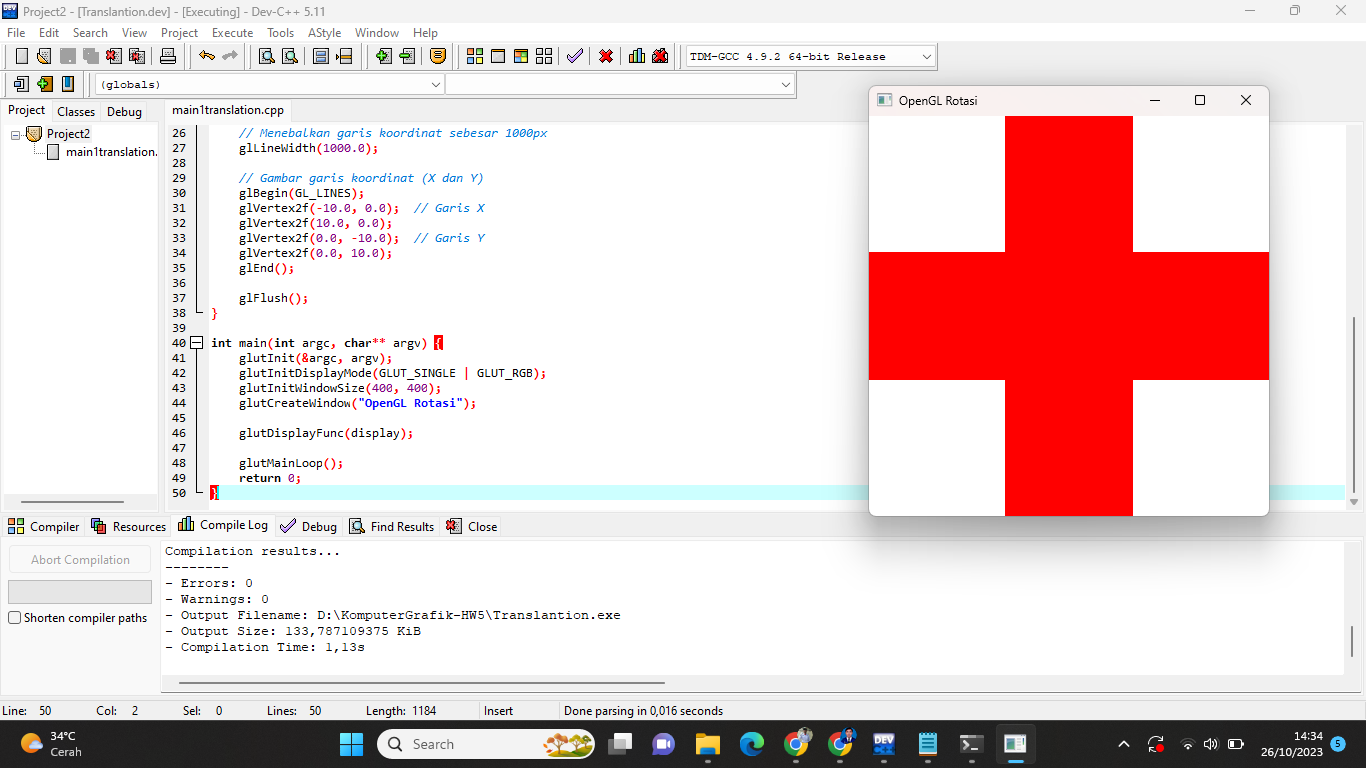 Project2 - [Translantion.dev] - [Executing] - Dev-C++ 5.11
File Edit Search View Project Execute Tools AStyle Window Help
TDM-GCC 4.9.2 64-bit Release
(globals)
Project Classes Debug
main1translation.cpp
Project2
main1translation.
26 // Menebalkan garis koordinat sebesar 1000px
27 glLineWidth(1000.0);
28
29 // Gambar garis koordinat (X dan Y)
30 glBegin(GL_LINES);
31 glVertex2f(-10.0, 0.0); // Garis X
32 glVertex2f(10.0, 0.0);
33 glVertex2f(0.0, -10.0); // Garis Y
34 glVertex2f(0.0, 10.0);
35 glEnd();
36
37 glFlush();
38 }
39
40 int main(int argc, char** argv) {
41 glutInit(&argc, argv);
42 glutInitDisplayMode(GLUT_SINGLE | GLUT_RGB);
43 glutInitWindowSize(400, 400);
44 glutCreateWindow("OpenGL Rotasi");
45
46 glutDisplayFunc(display);
47
48 glutMainLoop();
49 return 0;
50 }
OpenGL Rotasi
Compiler Resources Compile Log Debug Find Results Close
Abort Compilation
Shorten compiler paths
Compilation results...
--------
- Errors: 0
- Warnings: 0
- Output Filename: D:\KomputerGrafik-HW5\Translantion.exe
- Output Size: 133,787109375 KiB
- Compilation Time: 1,13s
Line: 50 Col: 2 Sel: 0 Lines: 50 Length: 1184 Insert Done parsing in 0,016 seconds
34°C
Cerah
Search
DEV
14:34
26/10/2023
5